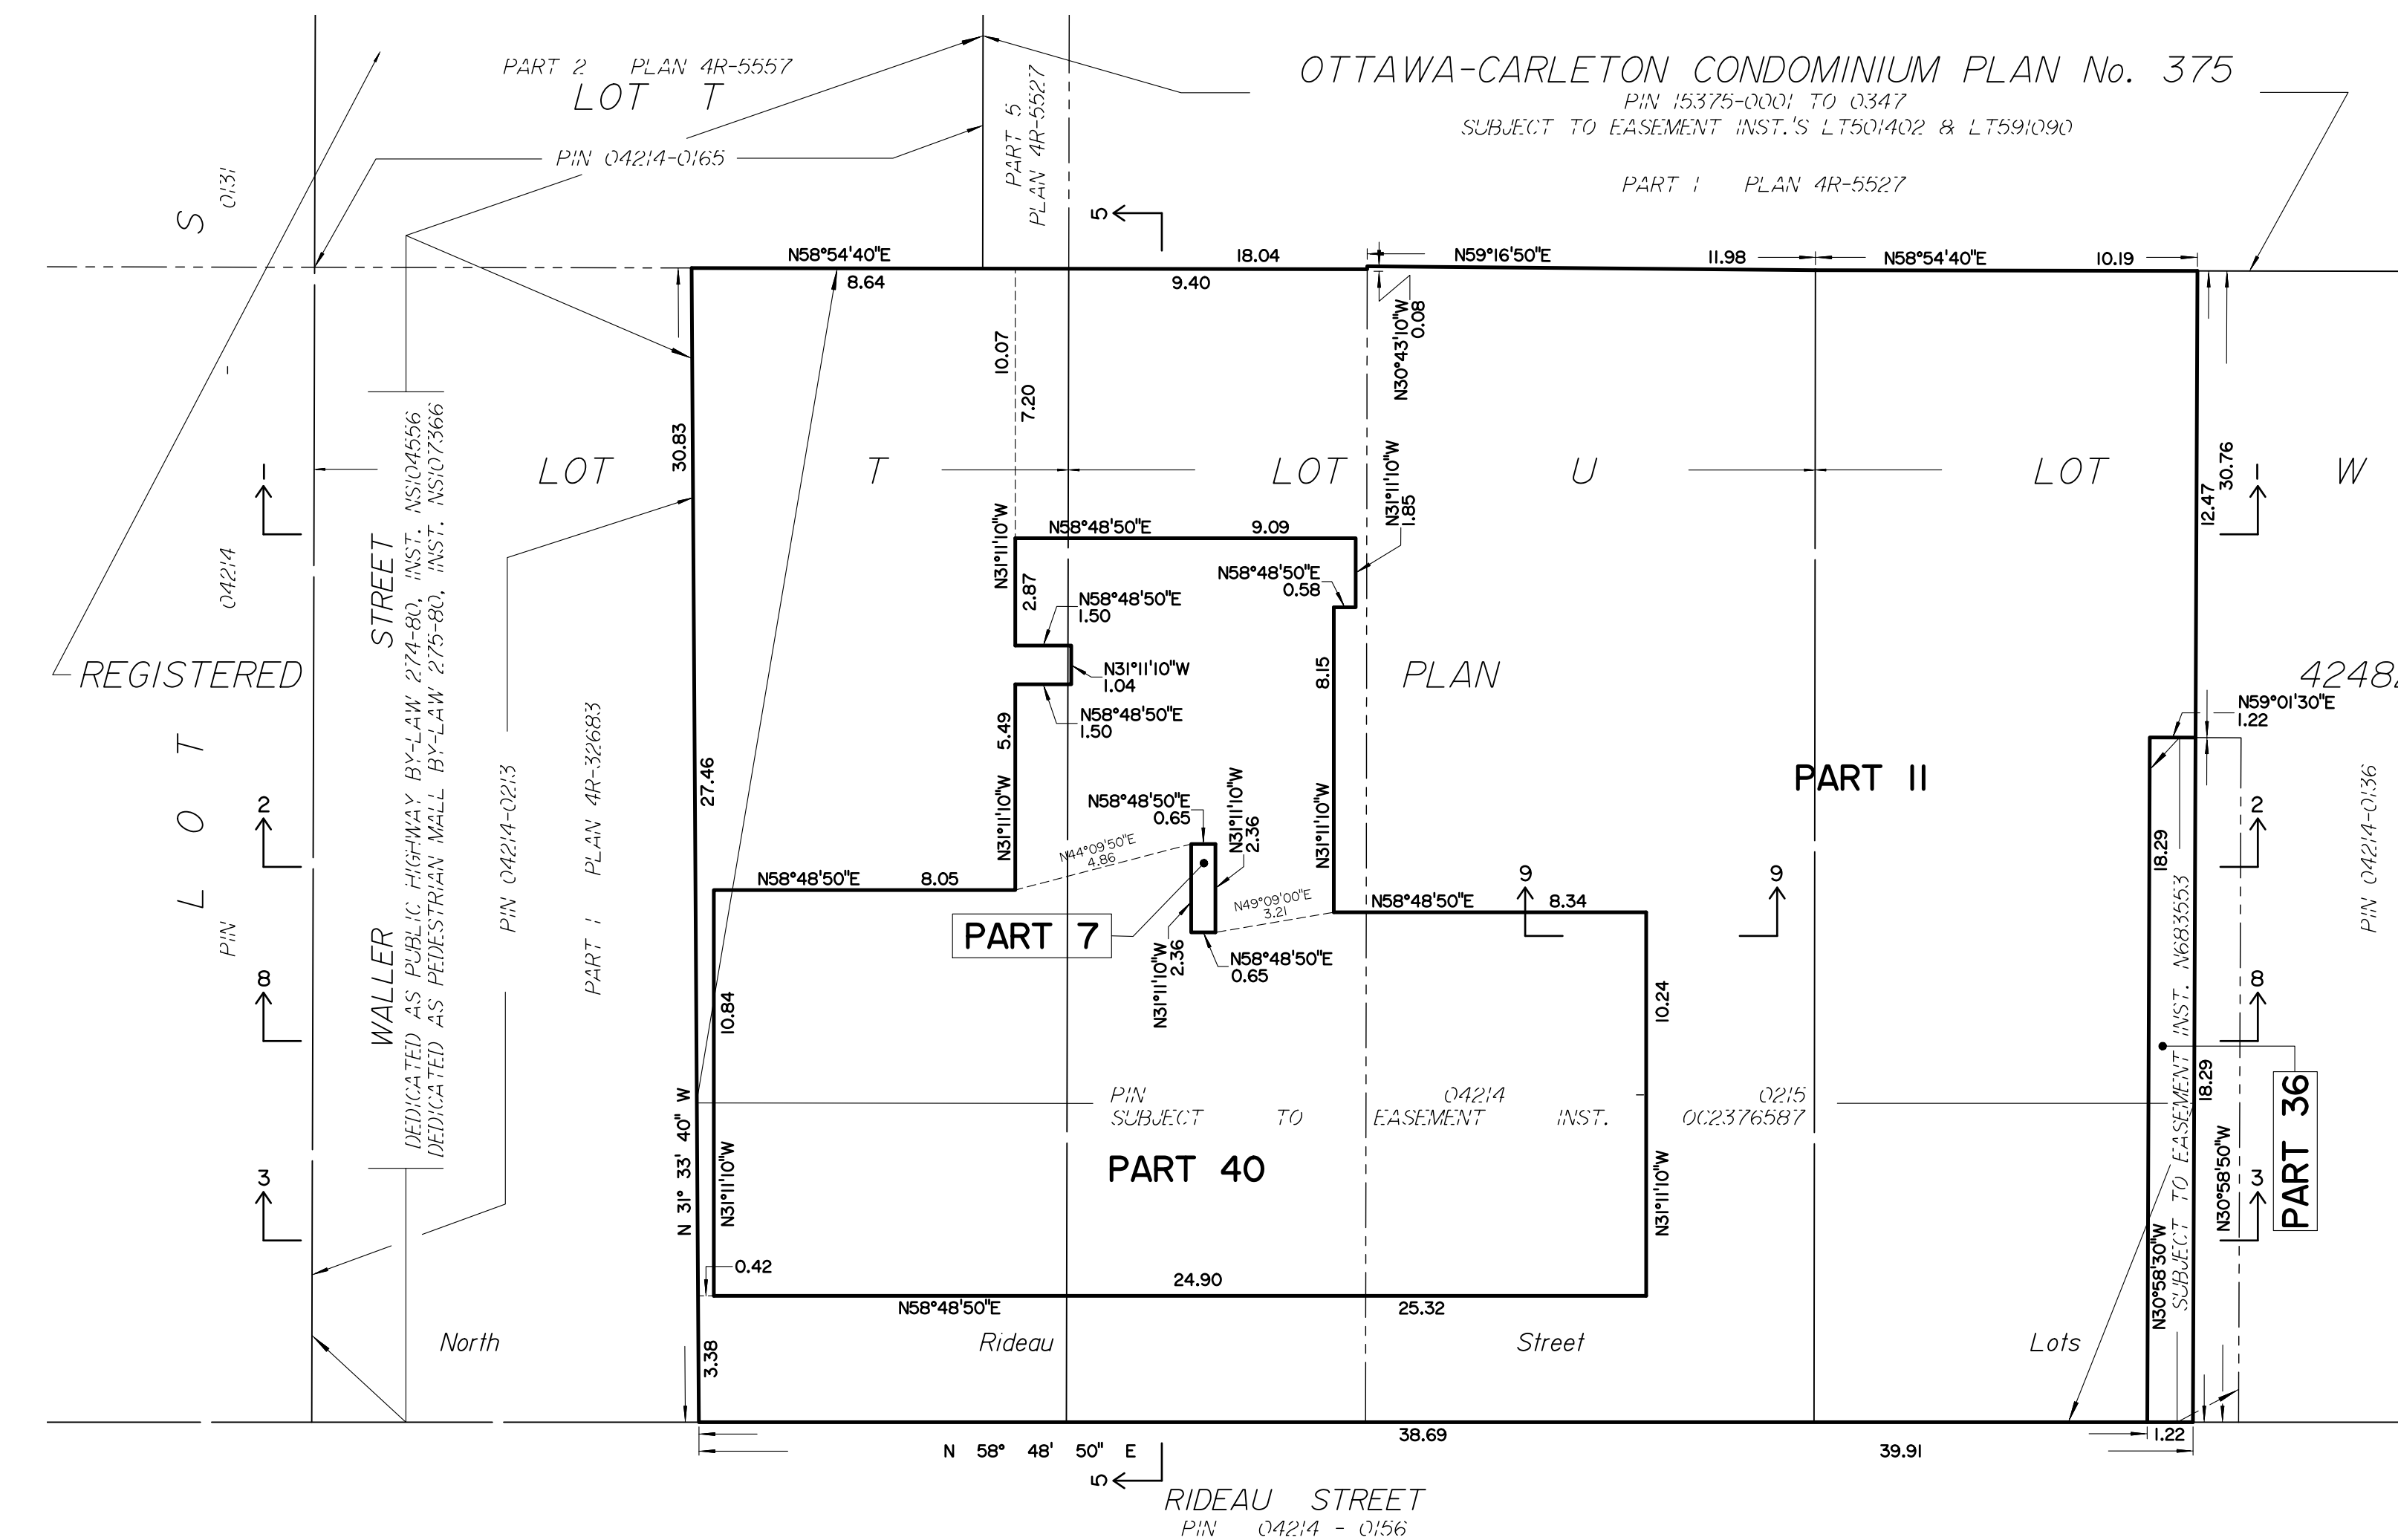 PART 2 PLAN 4R-5557
LOT T
PIN 04214-0165
PART 5
PLAN 4R-5527
OTTAWA-CARLETON CONDOMINIUM PLAN No. 375
PIN 15375-0001 TO 0347
SUBJECT TO EASEMENT INST.'S LT501402 & LT591090
PART 1 PLAN 4R-5527
5
N58°54'40"E
18.04
N59°16'50"E
11.98
N58°54'40"E
10.19
8.64
9.40
N30°43'10"W
0.08
10.07
7.20
30.83
LOT T
LOT U
LOT W
LOT S
PIN 04214 - 0131
1
1
30.76
12.47
N31°11'10"W
1.85
N58°48'50"E
9.09
N31°11'10"W
2.87
N58°48'50"E
0.58
N58°48'50"E
1.50
N31°11'10"W
1.04
N58°48'50"E
1.50
REGISTERED
PLAN
4248
N59°01'30"E
1.22
8.15
5.49
N31°11'10"W
27.46
WALLER STREET
DEDICATED AS PUBLIC HIGHWAY BY-LAW 274-80, INST. NS104556
DEDICATED AS PEDESTRIAN MALL BY-LAW 275-80, INST. NS107366
PIN 04214-0213
PART 1 PLAN 4R-32683
PART 11
2
2
N58°48'50"E
0.65
N31°11'10"W
2.36
N44°09'50"E
4.86
N31°11'10"W
18.29
PIN 04214-0136
N58°48'50"E
8.05
N49°09'00"E
3.21
N58°48'50"E
8.34
9
9
PART 7
N31°11'10"W
2.36
N58°48'50"E
0.65
8
8
10.84
10.24
SUBJECT TO EASEMENT INST. N683553
18.29
PART 36
PIN 04214 - 0215
SUBJECT TO EASEMENT INST. OC2376587
N 31° 33' 40" W
N31°11'10"W
PART 40
N31°11'10"W
3
3
N30°58'50"W
N30°58'30"W
0.42
24.90
N58°48'50"E
25.32
North Rideau Street Lots
3.38
38.69
1.22
N 58° 48' 50" E
39.91
5
RIDEAU STREET
PIN 04214 - 0156